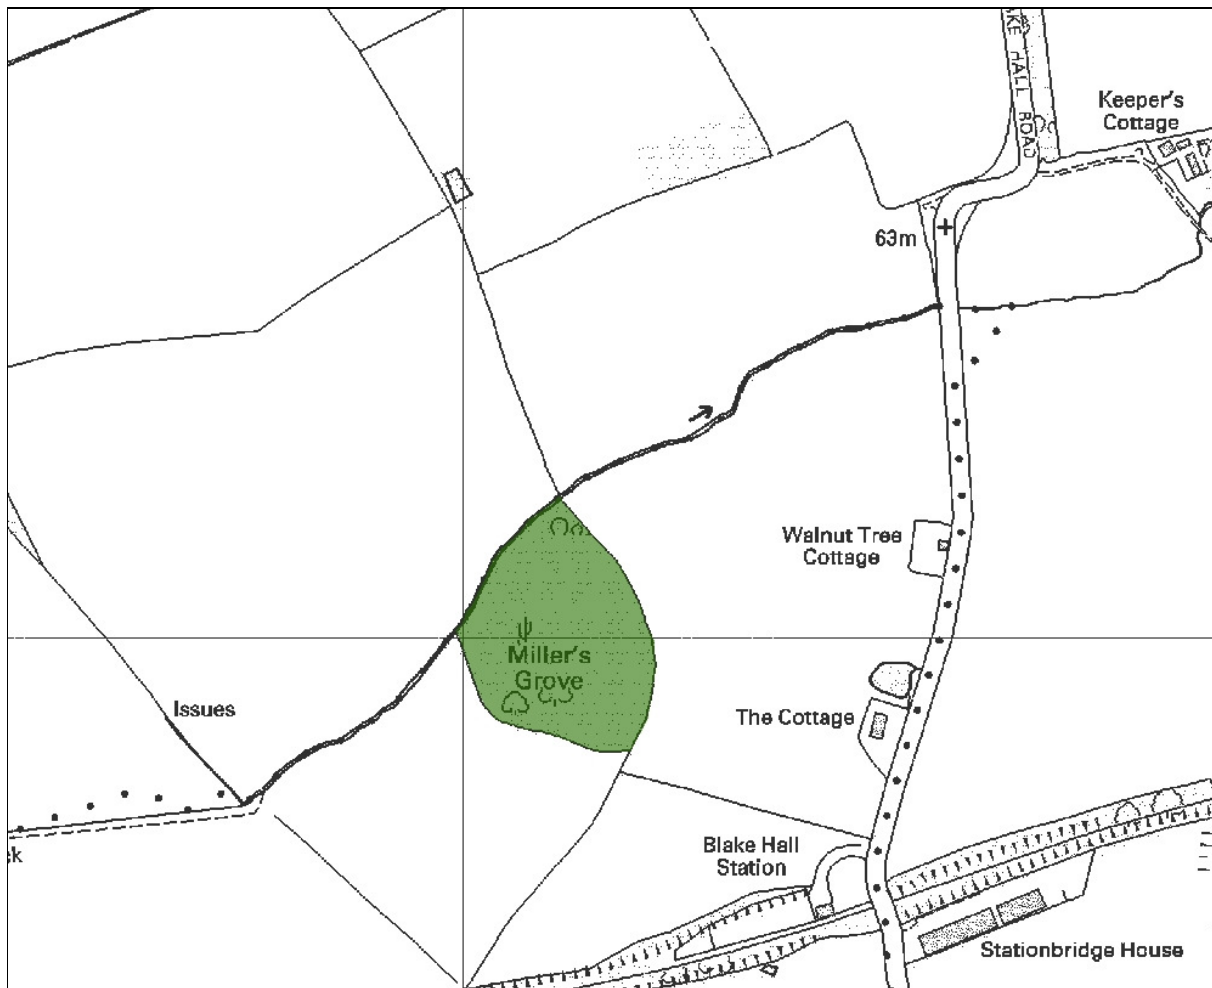 HALL ROAD
Keeper's
Cottage
63m
Walnut Tree
Cottage
Miller's
Grove
Issues
The Cottage
Blake Hall
Station
Stationbridge House